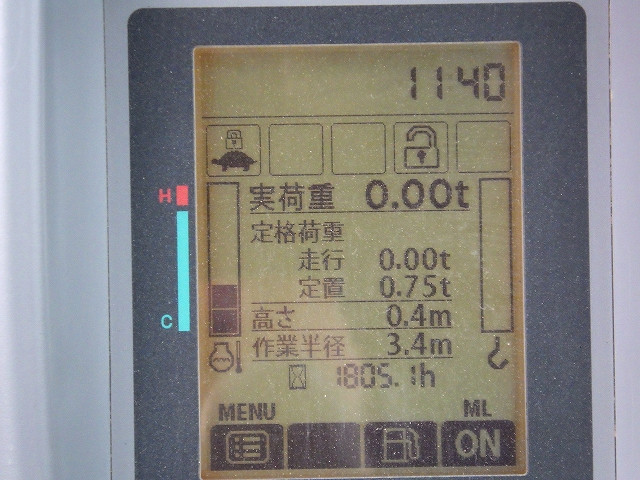 1140
H
実荷重 0.00t
定格荷重
走行 0.00t
定置 0.75t
C
高さ 0.4m
作業半径 3.4m
1805.1h
MENU ML
ON